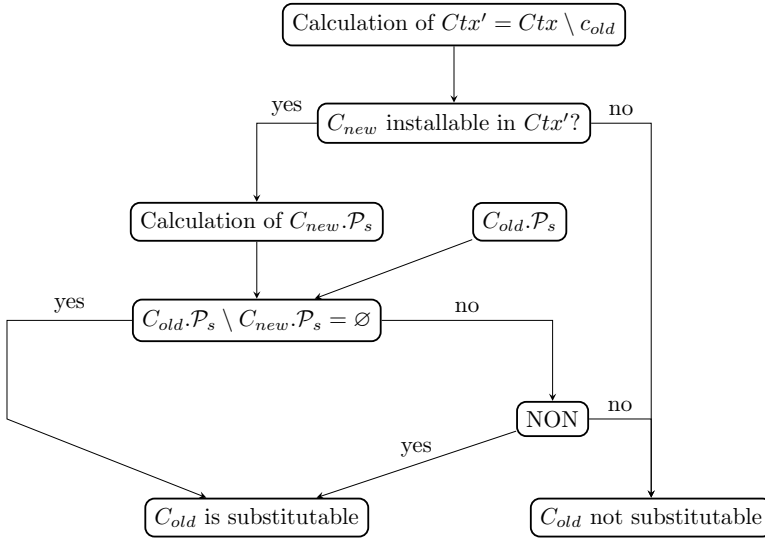 Calculation of Ctx′ = Ctx \ c_old
yes
C_new installable in Ctx′?
no
Calculation of C_new.𝒫_s
C_old.𝒫_s
yes
C_old.𝒫_s \ C_new.𝒫_s = ∅
no
NON
no
yes
C_old is substitutable
C_old not substitutable